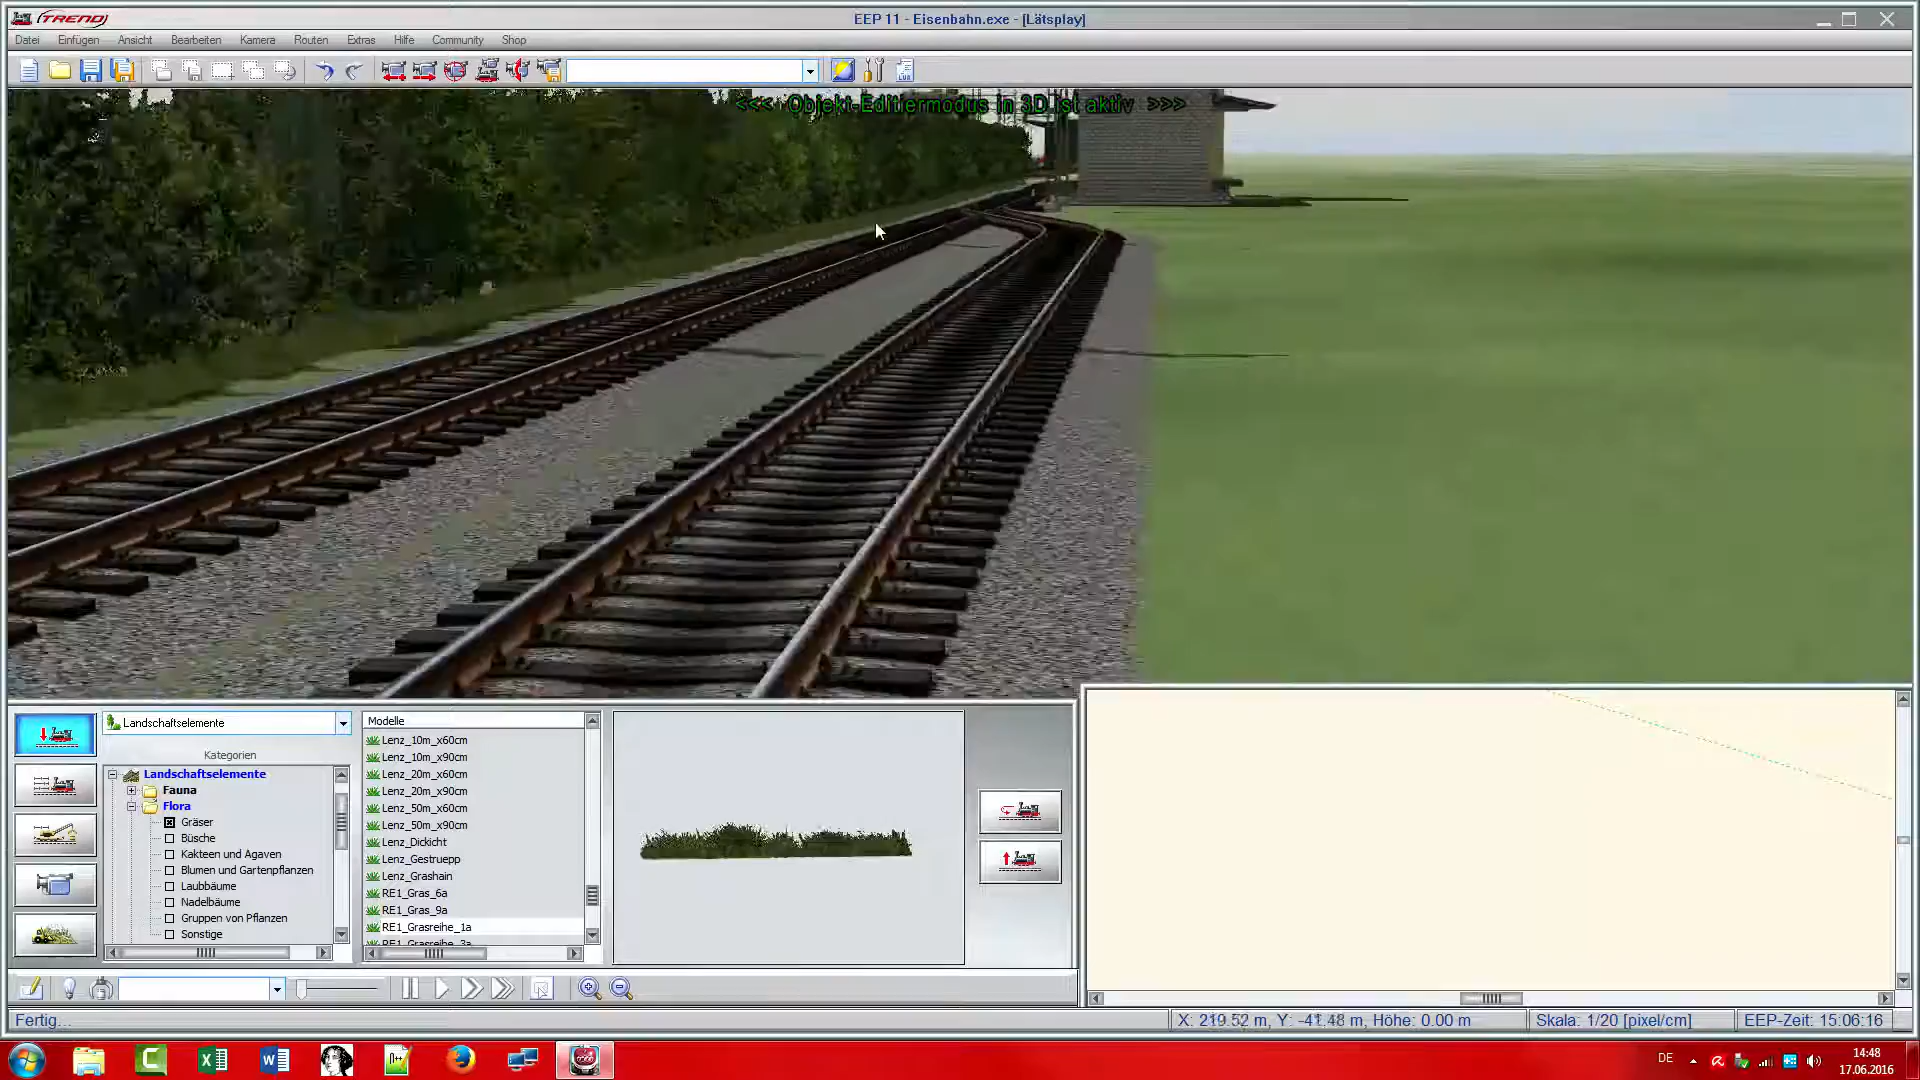 TREND
EEP 11 - Eisenbahn.exe - [Lätsplay]
Datei Einfügen Ansicht Bearbeiten Kamera Routen Extras Hilfe Community Shop
LUA
<<< Objekt-Editiermodus in 3D ist aktiv >>>
Landschaftselemente
Kategorien
Landschaftselemente
Fauna
Flora
Gräser
Büsche
Kakteen und Agaven
Blumen und Gartenpflanzen
Laubbäume
Nadelbäume
Gruppen von Pflanzen
Sonstige
Modelle
Lenz_10m_x60cm
Lenz_10m_x90cm
Lenz_20m_x60cm
Lenz_20m_x90cm
Lenz_50m_x60cm
Lenz_50m_x90cm
Lenz_Dickicht
Lenz_Gestruepp
Lenz_Grashain
RE1_Gras_6a
RE1_Gras_9a
RE1_Grasreihe_1a
RE1_Grasreihe_3a
Fertig...
X: 219.52 m, Y: -41.48 m, Höhe: 0.00 m
Skala: 1/20 [pixel/cm]
EEP-Zeit: 15:06:16
DE
14:48
17.06.2016